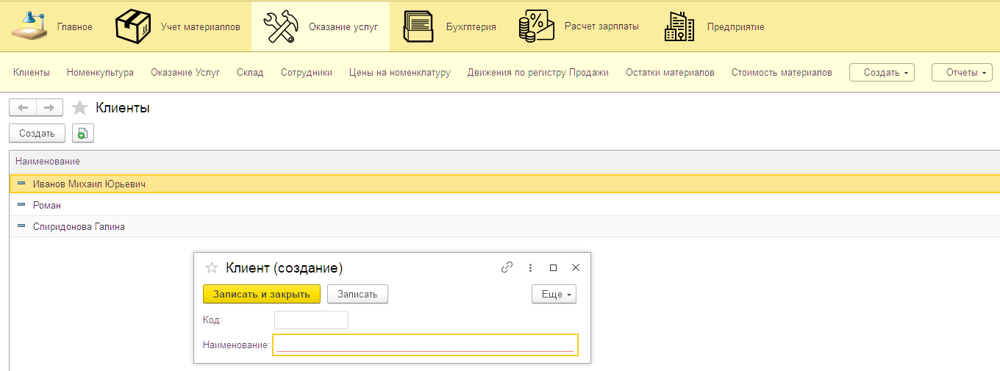 Главное Учет материаллов Оказание услуг Бухглтерия Расчет зарплаты Предприятие
Клиенты Номенкультура Оказание Услуг Склад Сотрудники Цены на номенклатуру Движения по регистру Продажи Остатки материалов Стоимость материалов Создать Отчеты
Клиенты
Создать
Наименование
Иванов Михаил Юрьевич
Роман
Спиридонова Галина
Клиент (создание)
Записать и закрыть Записать Еще
Код:
Наименование: